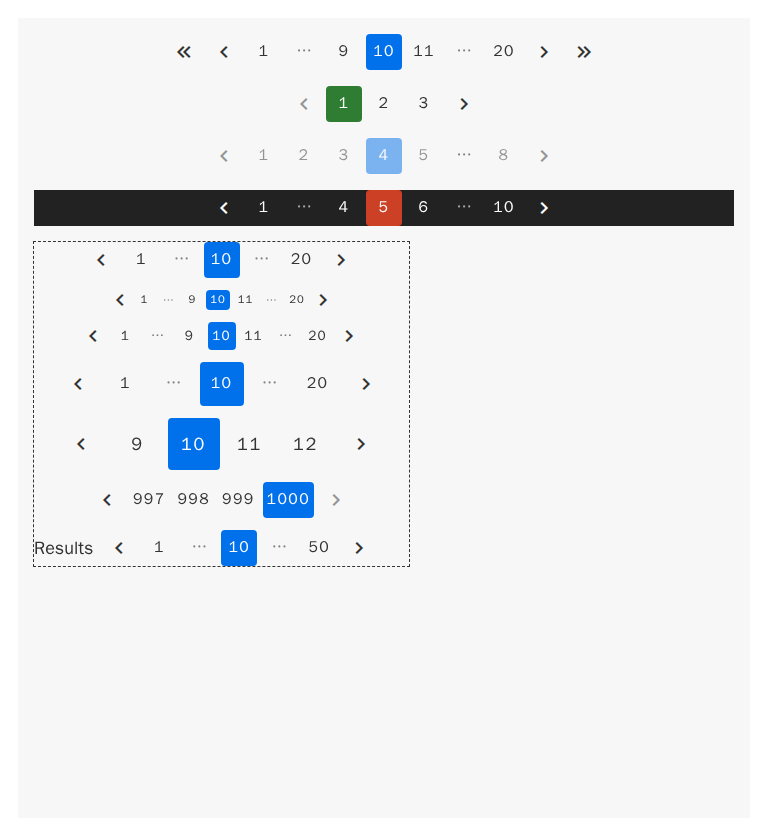 « ‹ 1 ... 9 10 11 ... 20 › »
‹ 1 2 3 ›
‹ 1 2 3 4 5 ... 8 ›
‹ 1 ... 4 5 6 ... 10 ›
‹ 1 ... 10 ... 20 ›
‹ 1 ... 9 10 11 ... 20 ›
‹ 1 ... 9 10 11 ... 20 ›
‹ 1 ... 10 ... 20 ›
‹ 9 10 11 12 ›
‹ 997 998 999 1000 ›
Results ‹ 1 ... 10 ... 50 ›